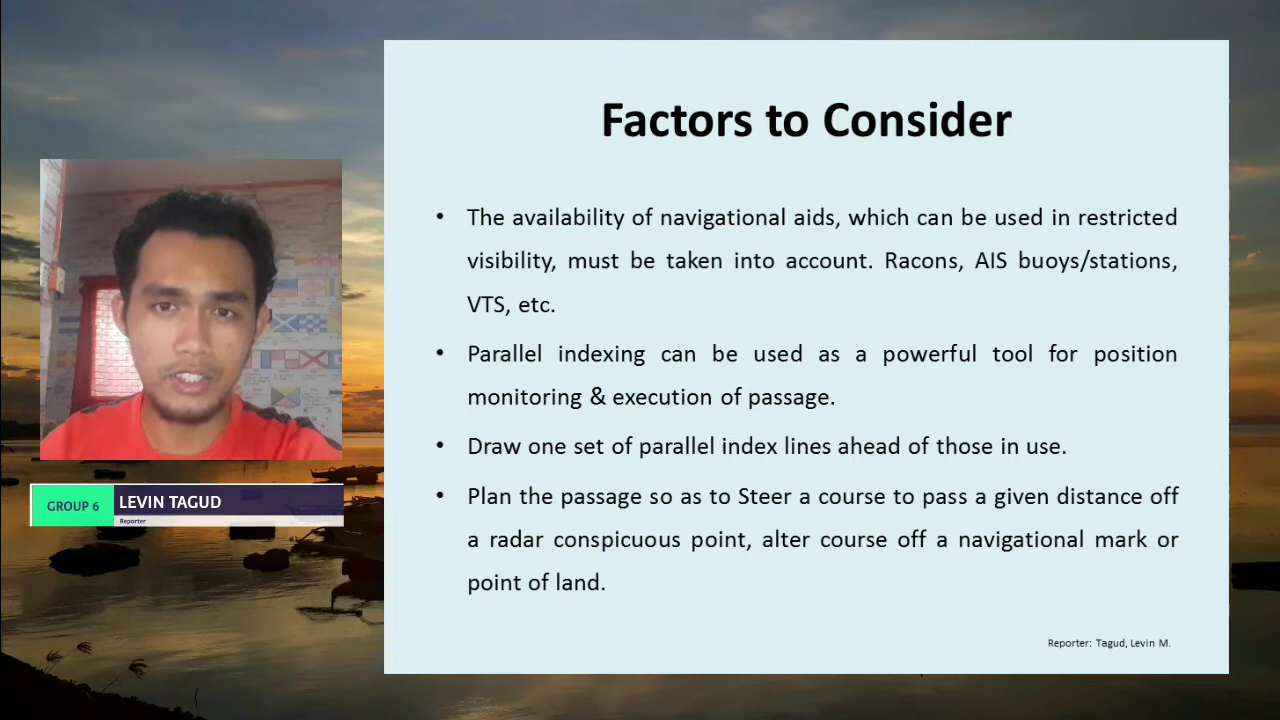 Factors to Consider
• The availability of navigational aids, which can be used in restricted
visibility, must be taken into account. Racons, AIS buoys/stations,
VTS, etc.
• Parallel indexing can be used as a powerful tool for position
monitoring & execution of passage.
• Draw one set of parallel index lines ahead of those in use.
• Plan the passage so as to Steer a course to pass a given distance off
a radar conspicuous point, alter course off a navigational mark or
point of land.
Reporter: Tagud, Levin M.
GROUP 6
LEVIN TAGUD
Reporter